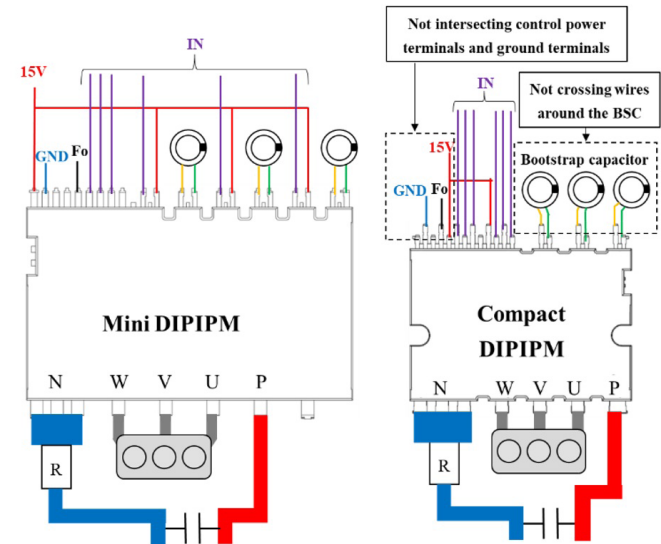 IN
15V
GND
Fo
Mini DIPIPM
N
W
V
U
P
R
Not intersecting control power
terminals and ground terminals
Not crossing wires
around the BSC
IN
15V
Bootstrap capacitor
GND
Fo
Compact
DIPIPM
N
W
V
U
P
R